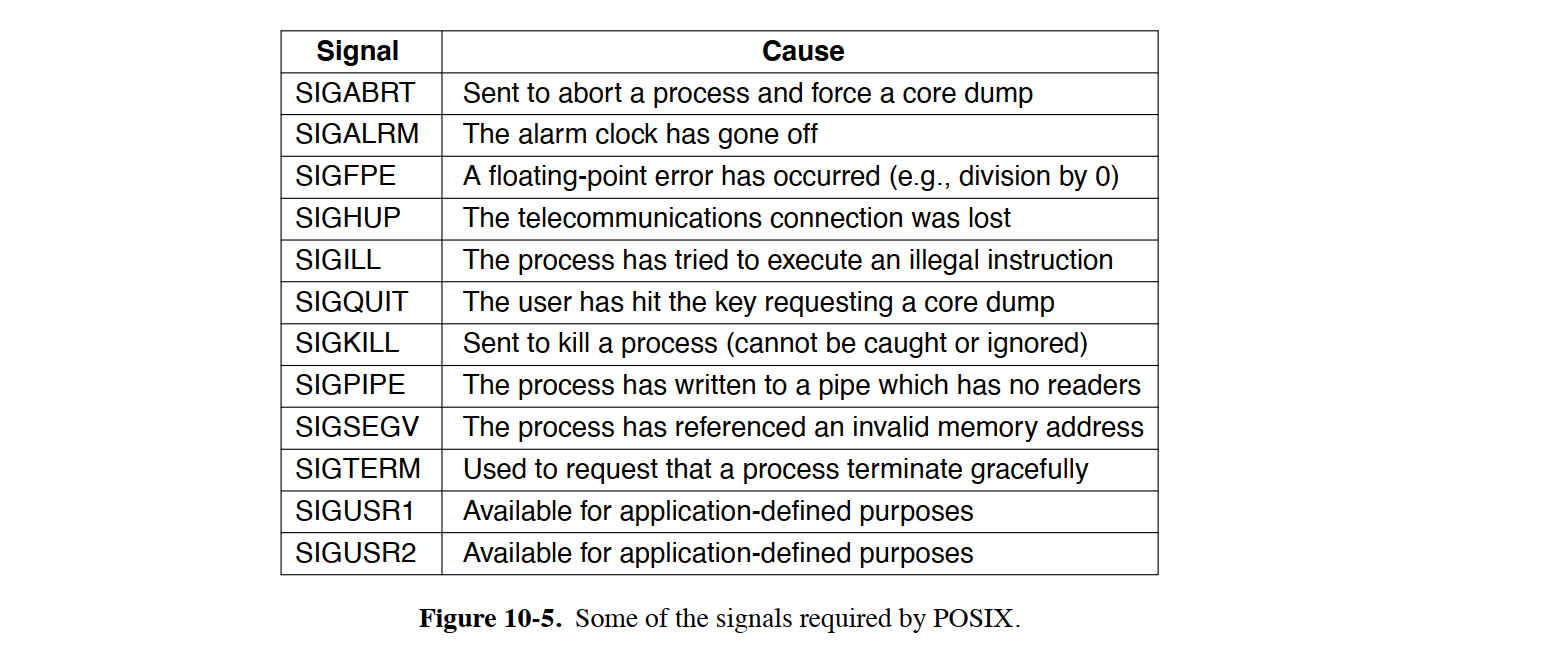 Signal Cause
SIGABRT Sent to abort a process and force a core dump
SIGALRM The alarm clock has gone off
SIGFPE A floating-point error has occurred (e.g., division by 0)
SIGHUP The telecommunications connection was lost
SIGILL The process has tried to execute an illegal instruction
SIGQUIT The user has hit the key requesting a core dump
SIGKILL Sent to kill a process (cannot be caught or ignored)
SIGPIPE The process has written to a pipe which has no readers
SIGSEGV The process has referenced an invalid memory address
SIGTERM Used to request that a process terminate gracefully
SIGUSR1 Available for application-defined purposes
SIGUSR2 Available for application-defined purposes
Figure 10-5. Some of the signals required by POSIX.